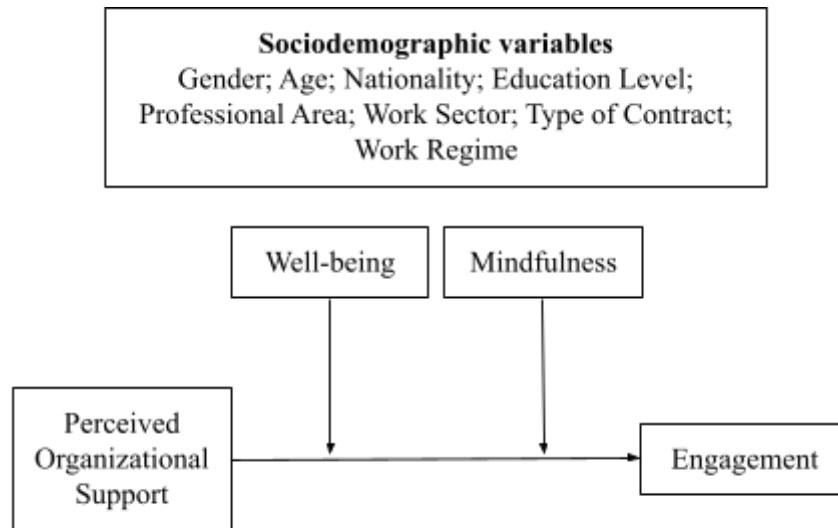 Sociodemographic variables
Gender; Age; Nationality; Education Level;
Professional Area; Work Sector; Type of Contract;
Work Regime
Well-being
Mindfulness
Perceived
Organizational
Support
Engagement